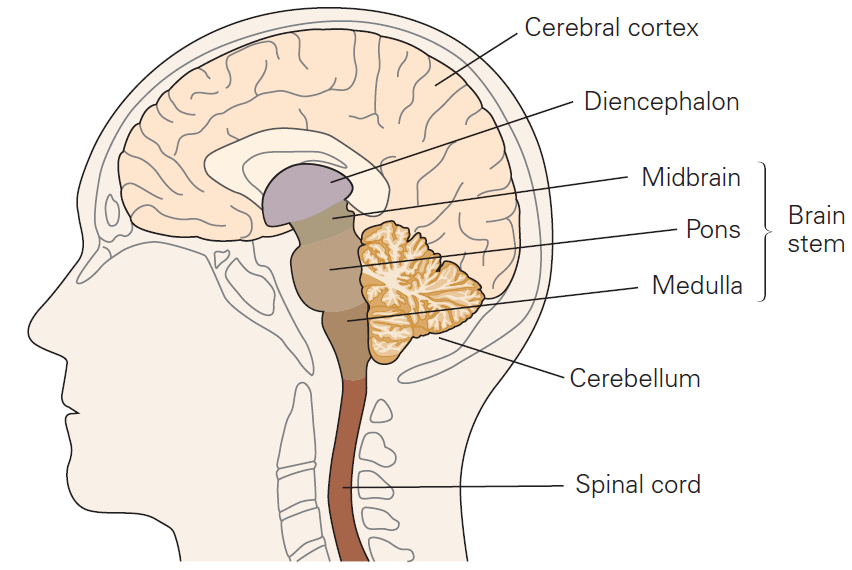 Cerebral cortex
Diencephalon
Midbrain
Pons
Medulla
Brain
stem
Cerebellum
Spinal cord